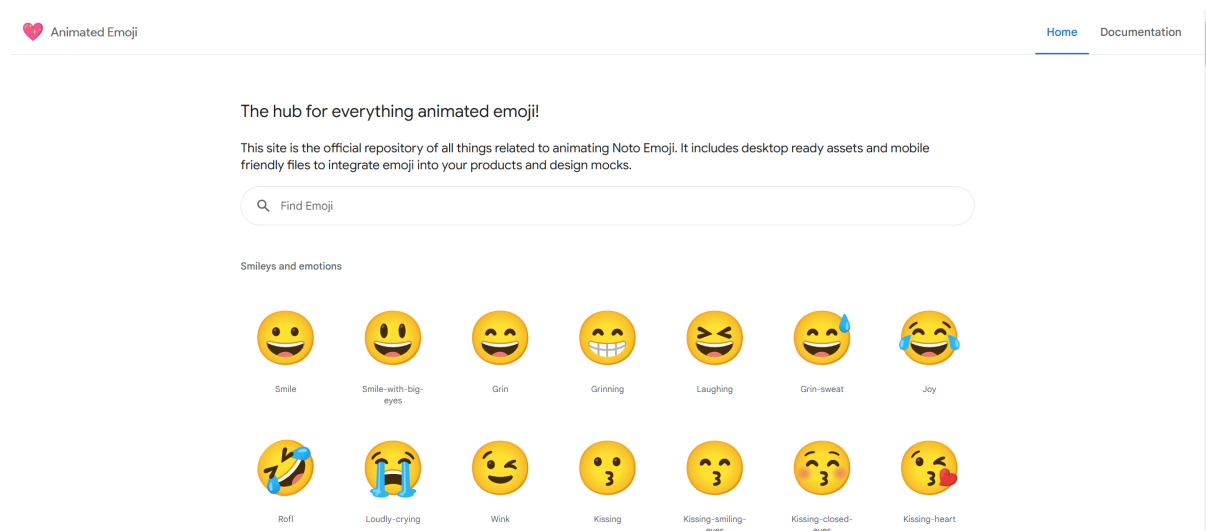 Animated Emoji
Home
Documentation
The hub for everything animated emoji!
This site is the official repository of all things related to animating Noto Emoji. It includes desktop ready assets and mobile
friendly files to integrate emoji into your products and design mocks.
Find Emoji
Smileys and emotions
Smile
Smile-with-big-
eyes
Grin
Grinning
Laughing
Grin-sweat
Joy
Rofl
Loudly-crying
Wink
Kissing
Kissing-smiling-
eyes
Kissing-closed-
eyes
Kissing-heart